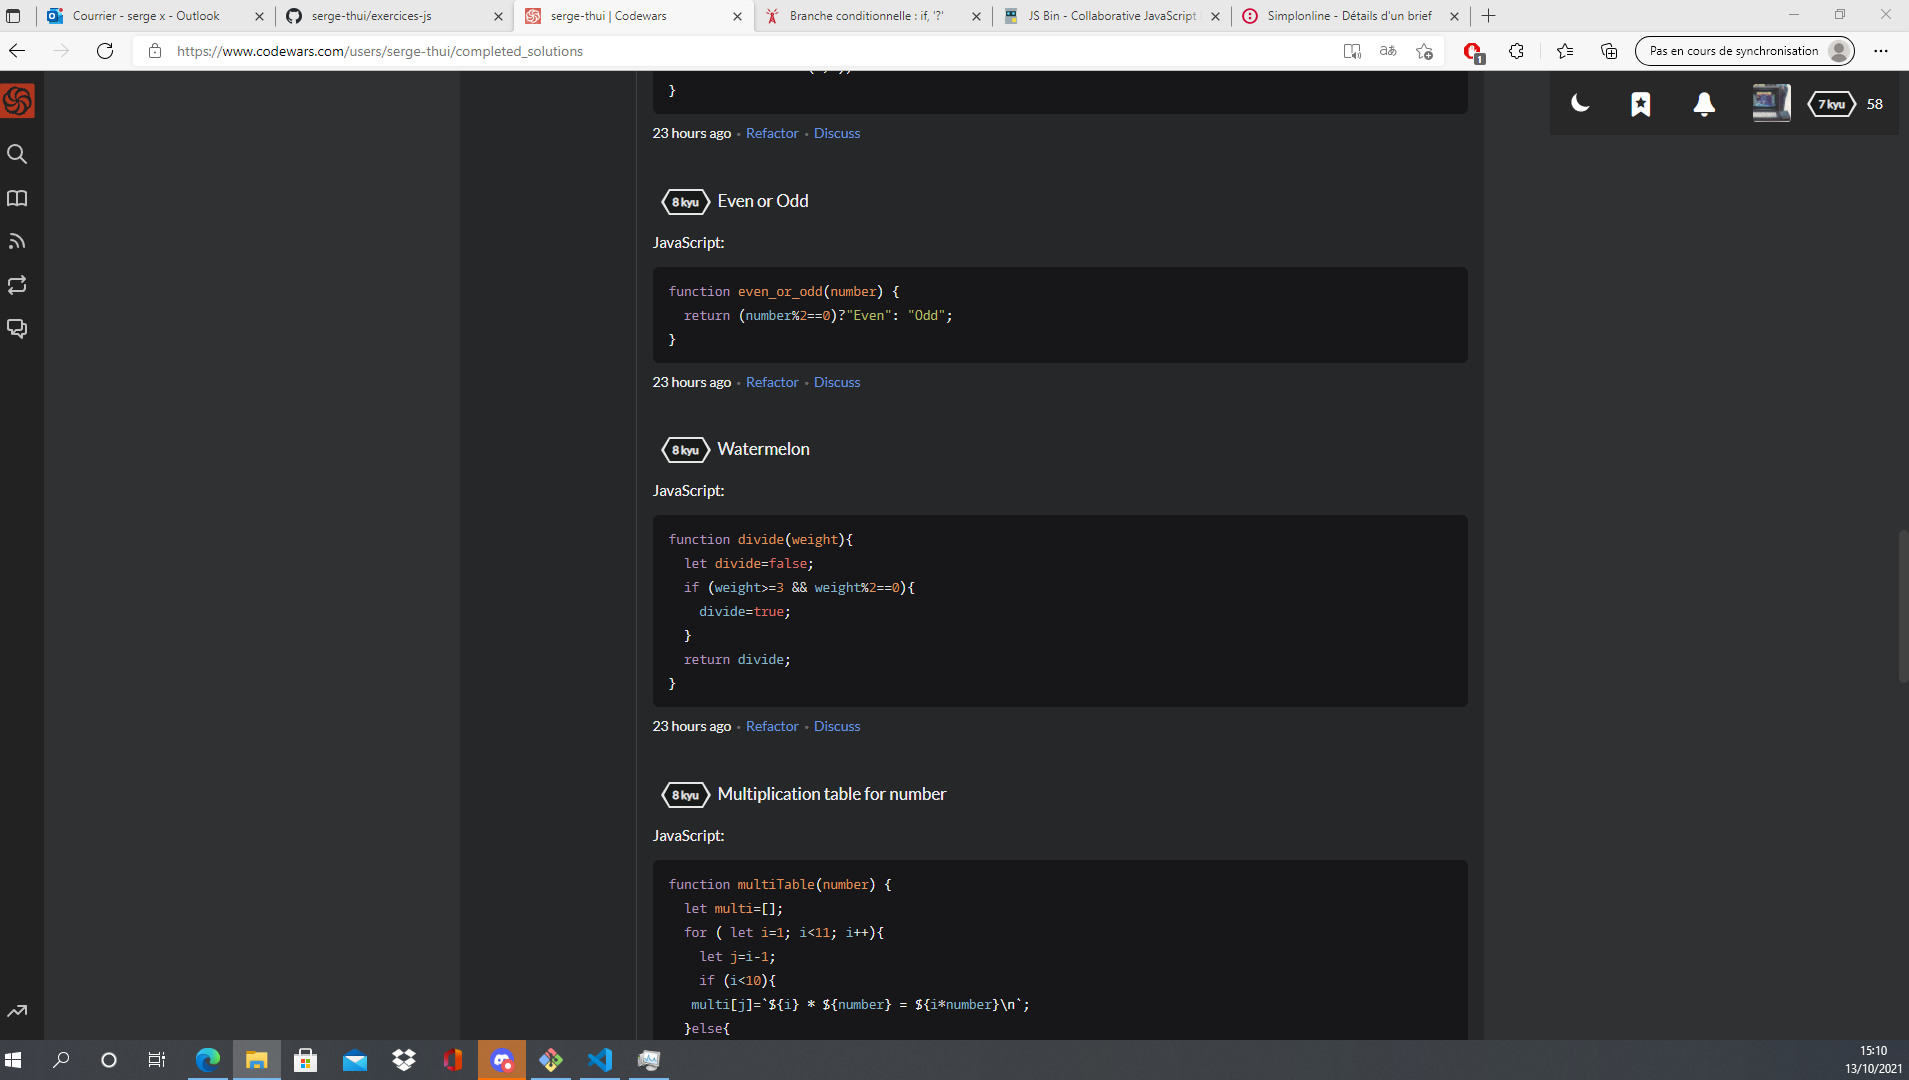 Courrier - serge x - Outlook
serge-thui/exercices-js
serge-thui | Codewars
Branche conditionnelle : if, '?'
JS Bin - Collaborative JavaScript
Simplonline - Détails d'un brief
https://www.codewars.com/users/serge-thui/completed_solutions
aあ
1
Pas en cours de synchronisation
7 kyu
58
}
23 hours ago • Refactor • Discuss
8 kyu Even or Odd
JavaScript:
function even_or_odd(number) {
return (number%2==0)?"Even": "Odd";
}
23 hours ago • Refactor • Discuss
8 kyu Watermelon
JavaScript:
function divide(weight){
let divide=false;
if (weight>=3 && weight%2==0){
divide=true;
}
return divide;
}
23 hours ago • Refactor • Discuss
8 kyu Multiplication table for number
JavaScript:
function multiTable(number) {
let multi=[];
for ( let i=1; i<11; i++){
let j=i-1;
if (i<10){
multi[j]=`${i} * ${number} = ${i*number}\n`;
}else{
15:10
13/10/2021